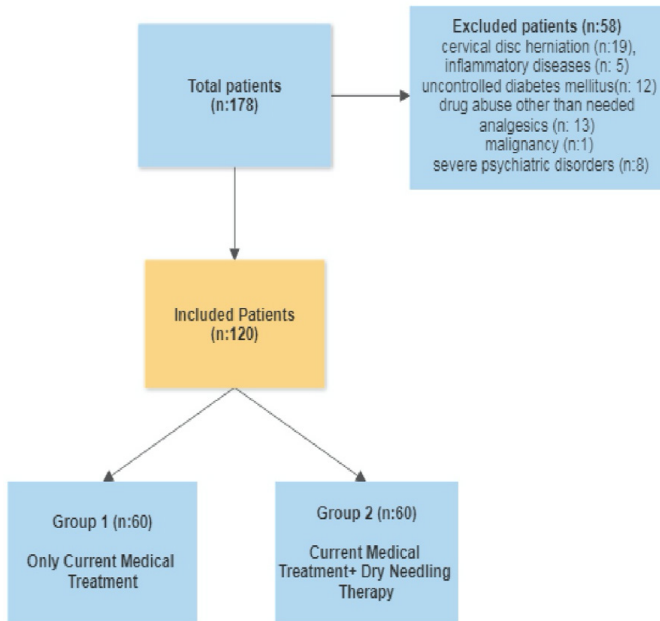 Total patients
(n:178)
Excluded patients (n:58)
cervical disc herniation (n:19),
inflammatory diseases (n: 5)
uncontrolled diabetes mellitus(n: 12)
drug abuse other than needed
analgesics (n: 13)
malignancy (n:1)
severe psychiatric disorders (n:8)
Included Patients
(n:120)
Group 1 (n:60)
Only Current Medical
Treatment
Group 2 (n:60)
Current Medical
Treatment+ Dry Needling
Therapy